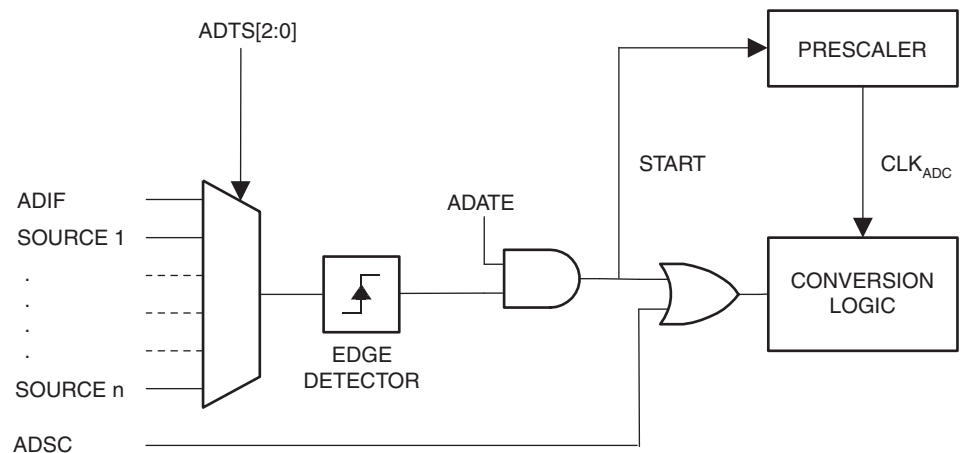 ADTS[2:0]
PRESCALER
START
CLKADC
ADIF
ADATE
SOURCE 1
.
.
.
.
CONVERSION
LOGIC
EDGE
DETECTOR
SOURCE n
ADSC